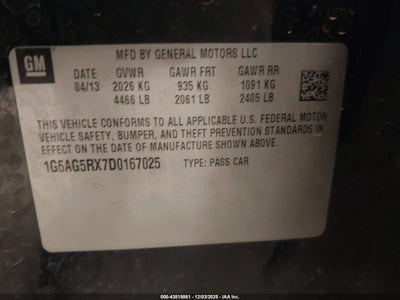 GM
MFD BY GENERAL MOTORS LLC
DATE GVWR GAWR FRT GAWR RR
04/13 2026 KG 935 KG 1091 KG
4466 LB 2061 LB 2405 LB
THIS VEHICLE CONFORMS TO ALL APPLICABLE U.S. FEDERAL MOTOR
VEHICLE SAFETY, BUMPER, AND THEFT PREVENTION STANDARDS IN
EFFECT ON THE DATE OF MANUFACTURE SHOWN ABOVE.
1G6AG5RX7D0167025 TYPE: PASS CAR
000-43818061 - 12/03/2025 - IAA Inc.